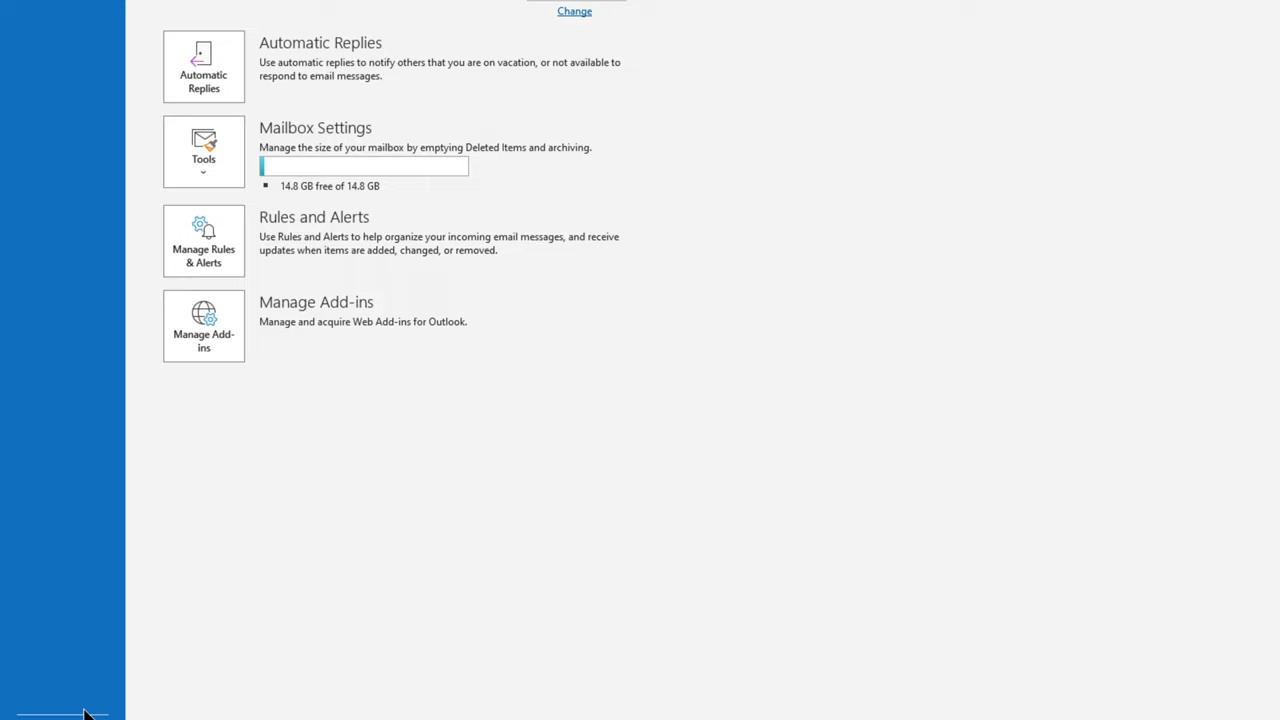 Change
Automatic Replies
Use automatic replies to notify others that you are on vacation, or not available to
respond to email messages.
Automatic
Replies
Mailbox Settings
Manage the size of your mailbox by emptying Deleted Items and archiving.
14.8 GB free of 14.8 GB
Tools
Rules and Alerts
Use Rules and Alerts to help organize your incoming email messages, and receive
updates when items are added, changed, or removed.
Manage Rules
& Alerts
Manage Add-ins
Manage and acquire Web Add-ins for Outlook.
Manage Add-
ins